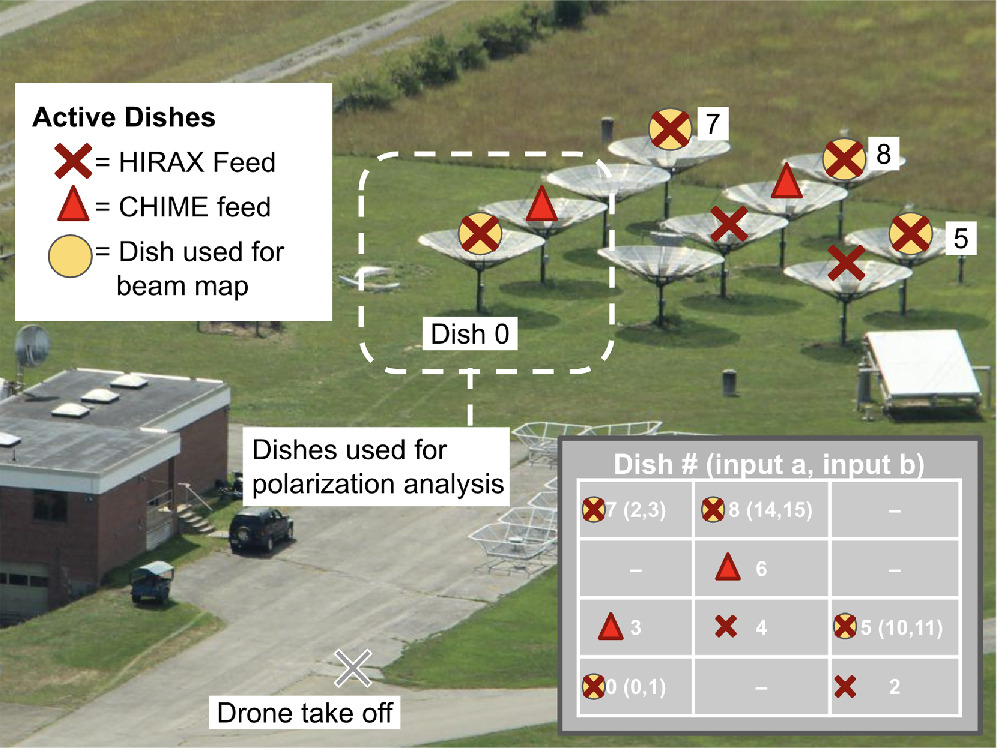 Active Dishes
= HIRAX Feed
= CHIME feed
= Dish used for
beam map
7
8
5
Dish 0
Dishes used for
polarization analysis
Drone take off
Dish # (input a, input b)
7 (2,3) 8 (14,15) –
– 6 –
3 4 5 (10,11)
0 (0,1) – 2